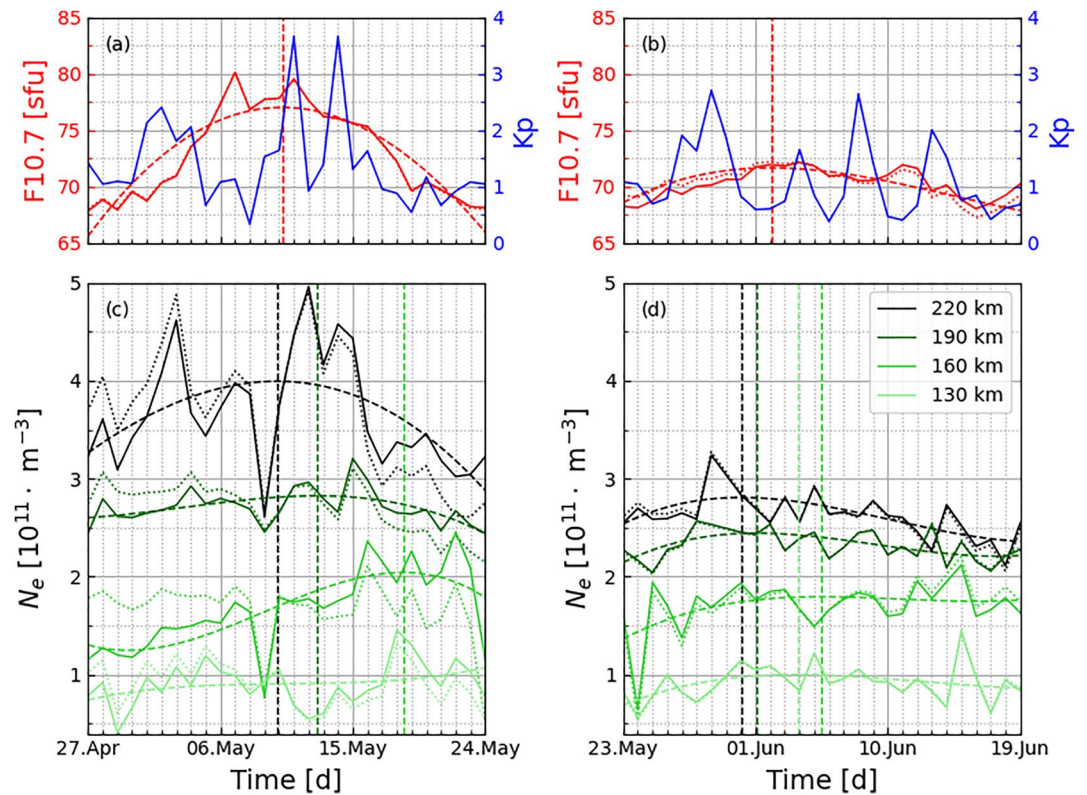 (a)
85
80
75
70
65
F10.7 [sfu]
4
3
2
1
0
Kp
(b)
85
80
75
70
65
F10.7 [sfu]
4
3
2
1
0
Kp
(c)
5
4
3
2
1
Nₑ [10¹¹ · m⁻³]
27.Apr 06.May 15.May 24.May
Time [d]
(d)
220 km
190 km
160 km
130 km
5
4
3
2
1
Nₑ [10¹¹ · m⁻³]
23.May 01.Jun 10.Jun 19.Jun
Time [d]